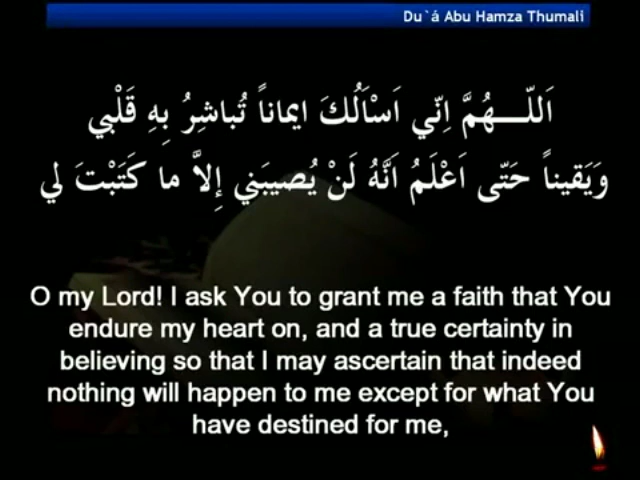 Du`á Abu Hamza Thumali
اَللّـــهُمَّ اِنّي اَسْاَلُكَ ايماناً تُباشِرُ بِهِ قَلْبي
وَيَقيناً حَتّى اَعْلَمُ اَنَّهُ لَنْ يُصيبَني إِلاَّ ما كَتَبْتَ لي
O my Lord! I ask You to grant me a faith that You
endure my heart on, and a true certainty in
believing so that I may ascertain that indeed
nothing will happen to me except for what You
have destined for me,